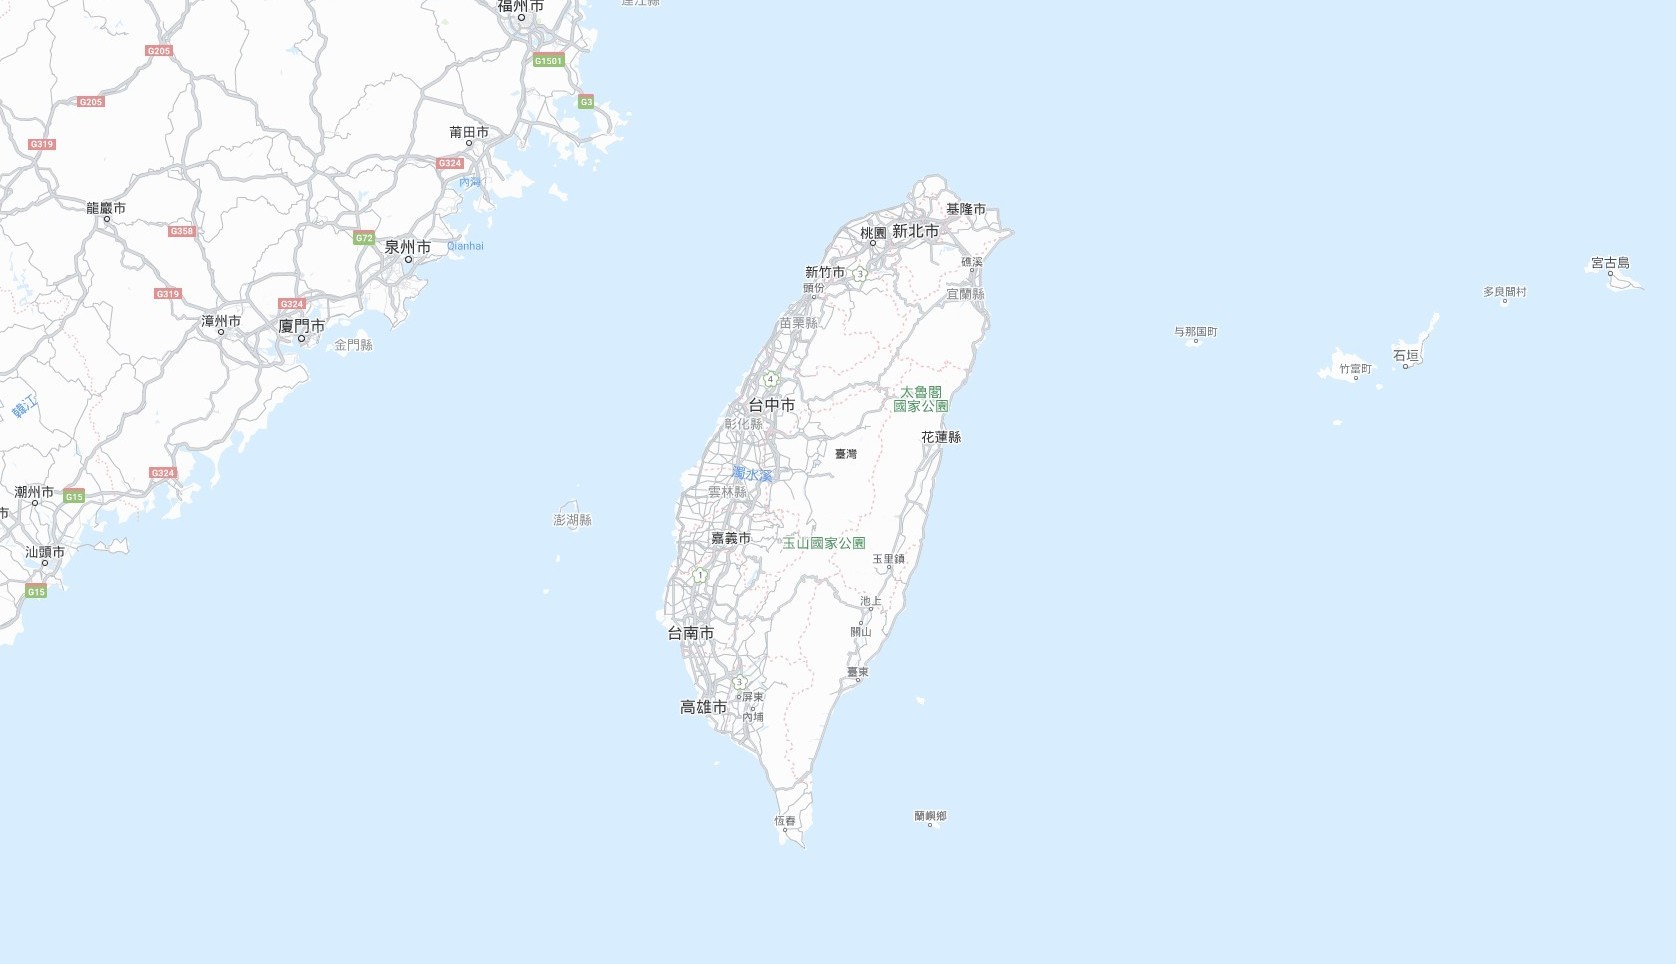 福州市
連江縣
G205
G1501
G205
G3
莆田市
G319
G324
內灣
龍巖市
基隆市
G358
桃園
新北市
G72
泉州市
Qianhai
礁溪
宮古島
新竹市
3
頭份
宜蘭縣
多良間村
G319
G324
漳州市
廈門市
苗栗縣
与那国町
金門縣
石垣
竹富町
4
太魯閣
國家公園
韓江
台中市
彰化縣
花蓮縣
臺灣
G324
濁水溪
潮州市
G15
雲林縣
市
澎湖縣
嘉義市
玉山國家公園
汕頭市
玉里鎮
1
G15
池上
台南市
關山
臺東
3
屏東
高雄市
內埔
恆春
蘭嶼鄉